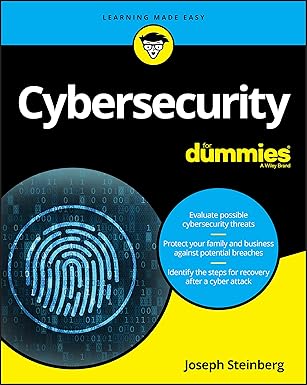 LEARNING MADE EASY
Cybersecurity
for
dummies®
A Wiley Brand
Evaluate possible
cybersecurity threats
Protect your family and business
against potential breaches
Identify the steps for recovery
after a cyber attack
Joseph Steinberg